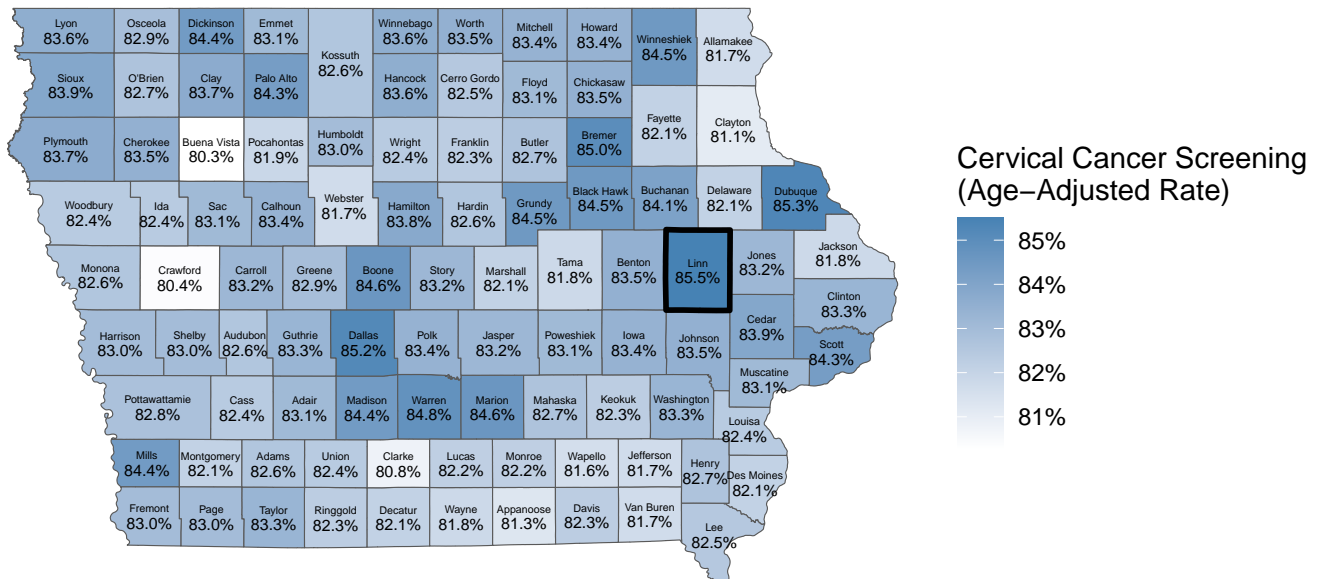 Lyon
83.6%
Osceola
82.9%
Dickinson
84.4%
Emmet
83.1%
Kossuth
82.6%
Winnebago
83.6%
Worth
83.5%
Mitchell
83.4%
Howard
83.4%
Winneshiek
84.5%
Allamakee
81.7%
Sioux
83.9%
O'Brien
82.7%
Clay
83.7%
Palo Alto
84.3%
Hancock
83.6%
Cerro Gordo
82.5%
Floyd
83.1%
Chickasaw
83.5%
Fayette
82.1%
Clayton
81.1%
Plymouth
83.7%
Cherokee
83.5%
Buena Vista
80.3%
Pocahontas
81.9%
Humboldt
83.0%
Wright
82.4%
Franklin
82.3%
Butler
82.7%
Bremer
85.0%
Woodbury
82.4%
Ida
82.4%
Sac
83.1%
Calhoun
83.4%
Webster
81.7%
Hamilton
83.8%
Hardin
82.6%
Grundy
84.5%
Black Hawk
84.5%
Buchanan
84.1%
Delaware
82.1%
Dubuque
85.3%
Monona
82.6%
Crawford
80.4%
Carroll
83.2%
Greene
82.9%
Boone
84.6%
Story
83.2%
Marshall
82.1%
Tama
81.8%
Benton
83.5%
Linn
85.5%
Jones
83.2%
Jackson
81.8%
Clinton
83.3%
Harrison
83.0%
Shelby
83.0%
Audubon
82.6%
Guthrie
83.3%
Dallas
85.2%
Polk
83.4%
Jasper
83.2%
Poweshiek
83.1%
Iowa
83.4%
Johnson
83.5%
Cedar
83.9%
Scott
84.3%
Muscatine
83.1%
Pottawattamie
82.8%
Cass
82.4%
Adair
83.1%
Madison
84.4%
Warren
84.8%
Marion
84.6%
Mahaska
82.7%
Keokuk
82.3%
Washington
83.3%
Louisa
82.4%
Mills
84.4%
Montgomery
82.1%
Adams
82.6%
Union
82.4%
Clarke
80.8%
Lucas
82.2%
Monroe
82.2%
Wapello
81.6%
Jefferson
81.7%
Henry
82.7%
Des Moines
82.1%
Fremont
83.0%
Page
83.0%
Taylor
83.3%
Ringgold
82.3%
Decatur
82.1%
Wayne
81.8%
Appanoose
81.3%
Davis
82.3%
Van Buren
81.7%
Lee
82.5%
Cervical Cancer Screening
(Age−Adjusted Rate)
85%
84%
83%
82%
81%